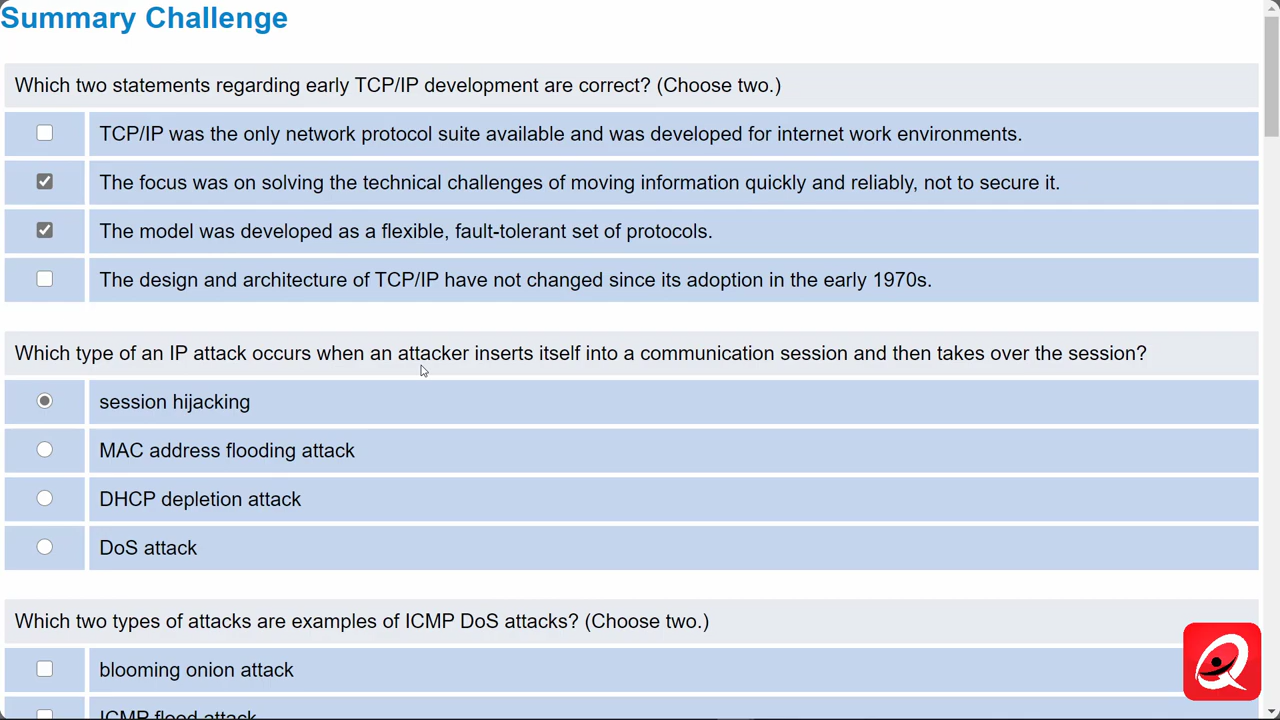 Summary Challenge
Which two statements regarding early TCP/IP development are correct? (Choose two.)
TCP/IP was the only network protocol suite available and was developed for internet work environments.
The focus was on solving the technical challenges of moving information quickly and reliably, not to secure it.
The model was developed as a flexible, fault-tolerant set of protocols.
The design and architecture of TCP/IP have not changed since its adoption in the early 1970s.
Which type of an IP attack occurs when an attacker inserts itself into a communication session and then takes over the session?
session hijacking
MAC address flooding attack
DHCP depletion attack
DoS attack
Which two types of attacks are examples of ICMP DoS attacks? (Choose two.)
blooming onion attack
ICMP flood attack